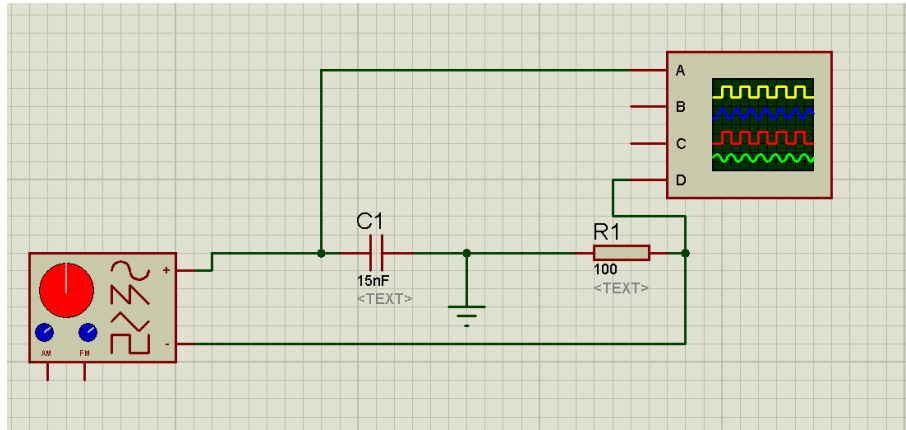 A
B
C
D
C1
15nF
<TEXT>
R1
100
<TEXT>
+
-
AM
FM